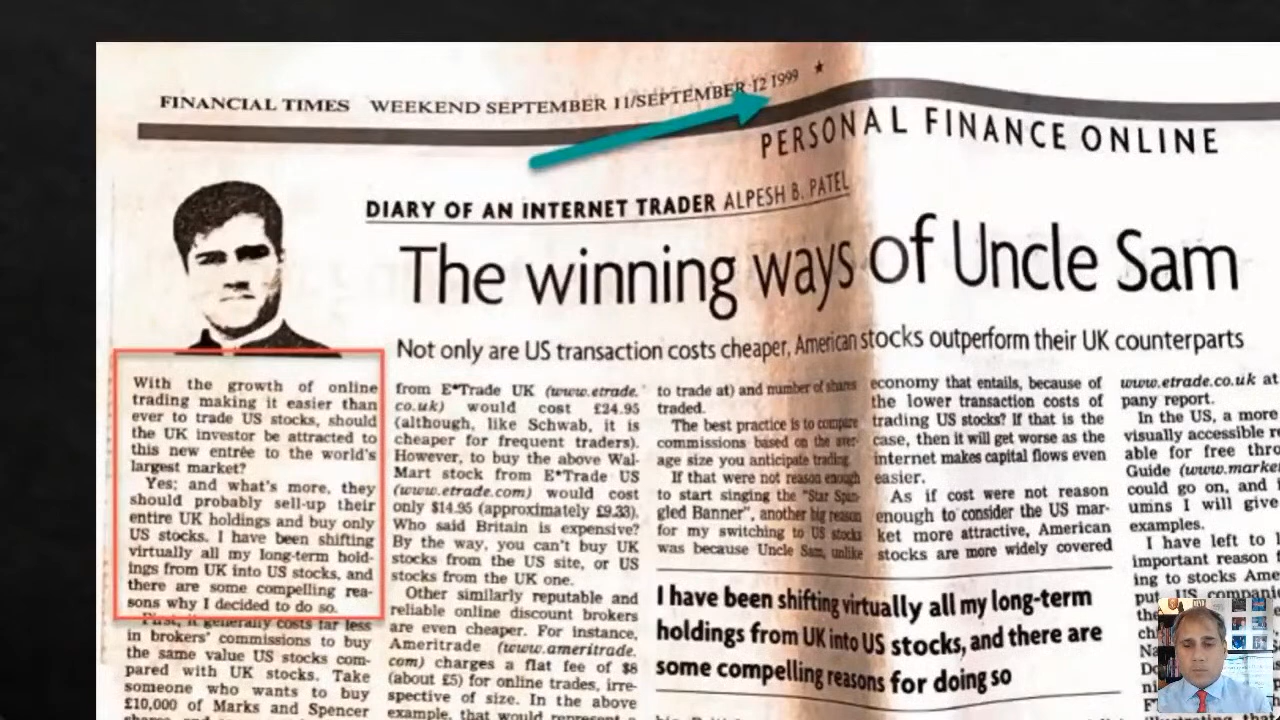 FINANCIAL TIMES WEEKEND SEPTEMBER 11/SEPTEMBER 12 1999 ★
PERSONAL FINANCE ONLINE
DIARY OF AN INTERNET TRADER ALPESH B. PATEL
The winning ways of Uncle Sam
Not only are US transaction costs cheaper, American stocks outperform their UK counterparts
With the growth of online
trading making it easier than
ever to trade US stocks, should
the UK investor be attracted to
this new entrée to the world's
largest market?
Yes; and what's more, they
should probably sell-up their
entire UK holdings and buy only
US stocks. I have been shifting
virtually all my long-term hold-
ings from UK into US stocks, and
there are some compelling rea-
sons why I decided to do so.
First, it generally costs far less
in brokers' commissions to buy
the same value US stocks com-
pared with UK stocks. Take
someone who wants to buy
£10,000 of Marks and Spencer
from E*Trade UK (www.etrade.
co.uk) would cost £24.95
(although, like Schwab, it is
cheaper for frequent traders).
However, to buy the above Wal-
Mart stock from E*Trade US
(www.etrade.com) would cost
only $14.95 (approximately £9.33).
Who said Britain is expensive?
By the way, you can't buy UK
stocks from the US site, or US
stocks from the UK one.
Other similarly reputable and
reliable online discount brokers
are even cheaper. For instance,
Ameritrade (www.ameritrade.
com) charges a flat fee of $8
(about £5) for online trades, irre-
spective of size. In the above
example, that would represent a
to trade at) and number of shares
traded.
The best practice is to compare
commissions based on the aver-
age size you anticipate trading.
If that were not reason enough
to start singing the "Star Span-
gled Banner", another big reason
for my switching to US stocks
was because Uncle Sam, unlike
I have been shifting virtually all my long-term
holdings from UK into US stocks, and there are
some compelling reasons for doing so
economy that entails, because of
the lower transaction costs of
trading US stocks? If that is the
case, then it will get worse as the
internet makes capital flows even
easier.
As if cost were not reason
enough to consider the US mar-
ket more attractive, American
stocks are more widely covered
www.etrade.co.uk at
pany report.
In the US, a more
visually accessible re
able for free thro
Guide (www.market
could go on, and i
umns I will give
examples.
I have left to l
important reason
ing to stocks Ame
put US compani